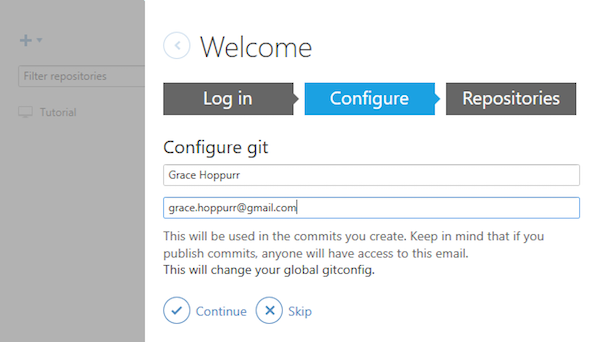 Welcome
Filter repositories
Tutorial
Log in
Configure
Repositories
Configure git
Grace Hoppurr
grace.hoppurr@gmail.com
This will be used in the commits you create. Keep in mind that if you
publish commits, anyone will have access to this email.
This will change your global gitconfig.
Continue
Skip